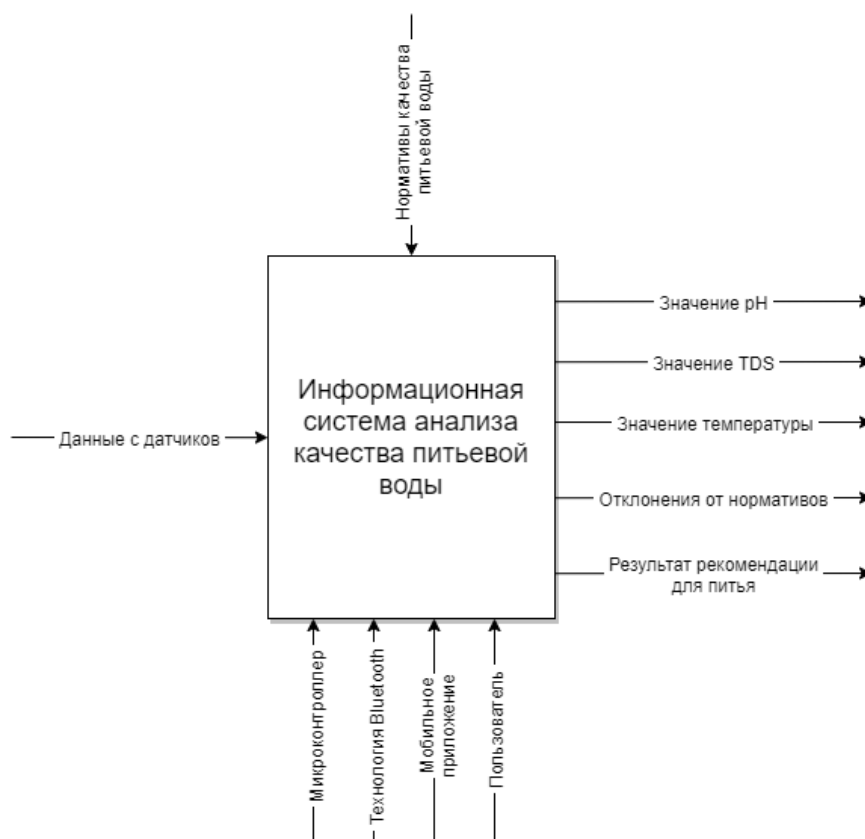 Нормативы качества
питьевой воды
Информационная
система анализа
качества питьевой
воды
Данные с датчиков
Значение pH
Значение TDS
Значение температуры
Отклонения от нормативов
Результат рекомендации
для питья
Микроконтроллер
Технология Bluetooth
Мобильное
приложение
Пользователь